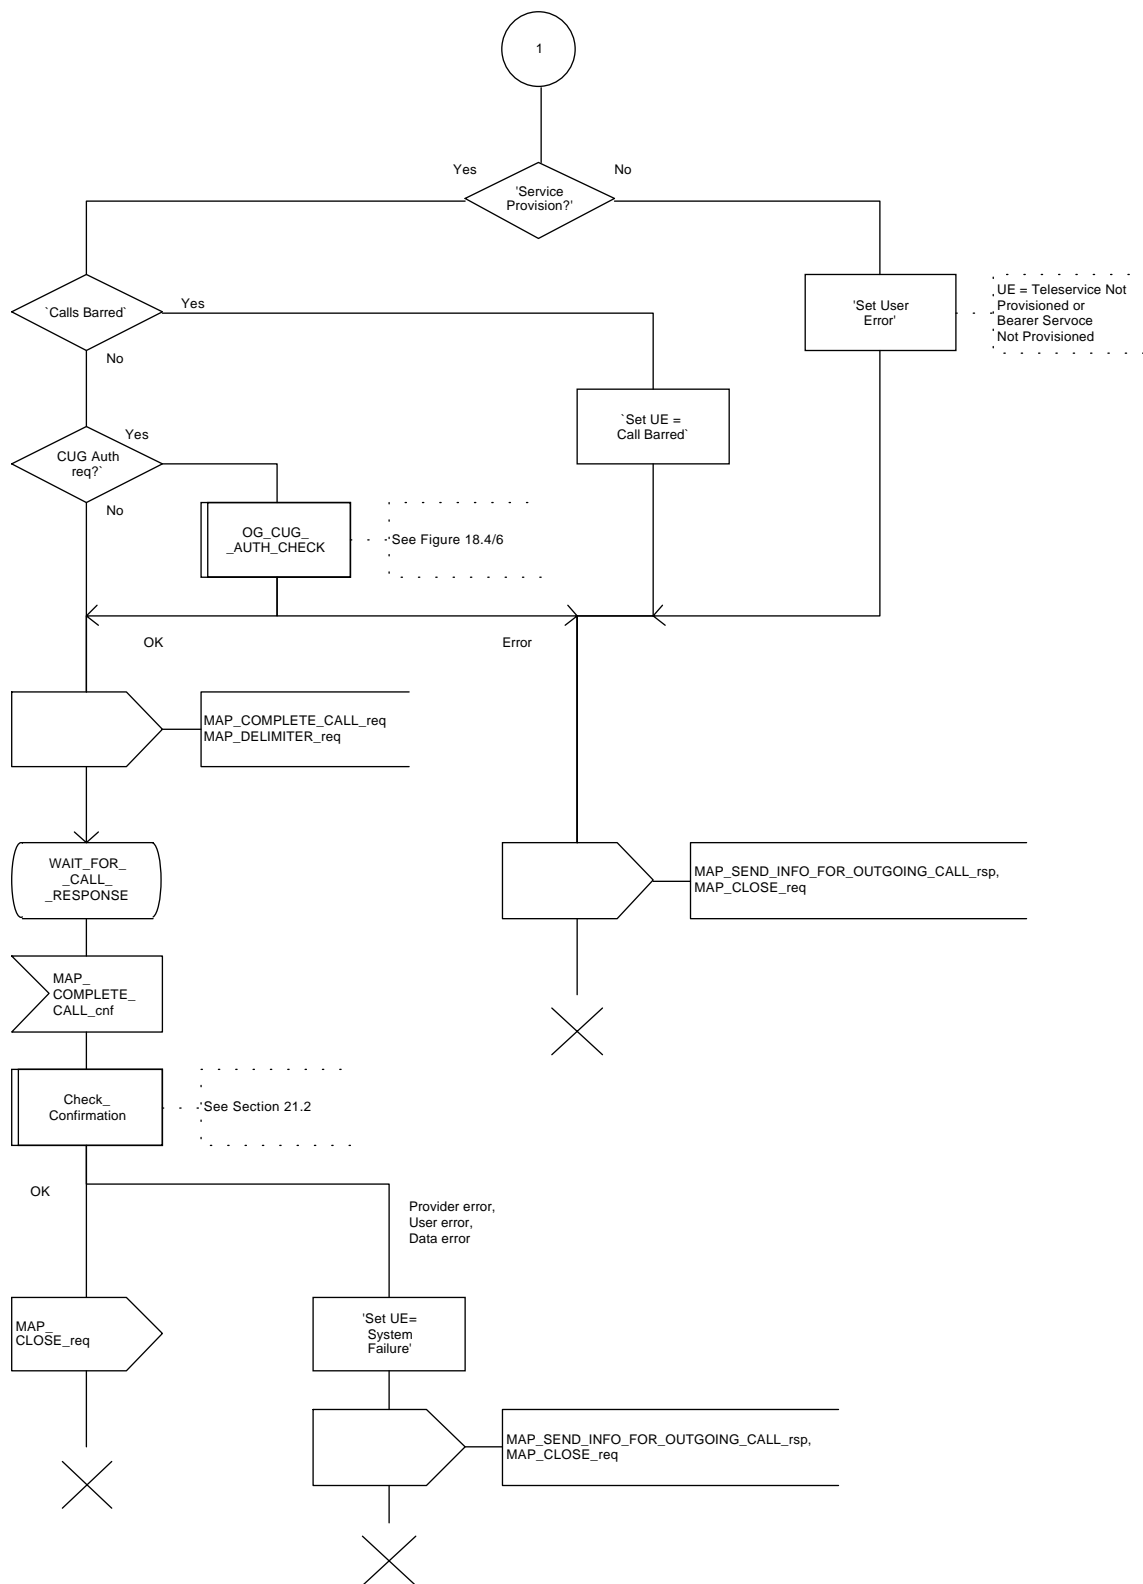 1
Yes
No
'Service
Provision?'
`Calls Barred`
Yes
'Set User
Error'
UE = Teleservice Not
Provisioned or
Bearer Servoce
Not Provisioned
No
`Set UE =
Call Barred`
Yes
CUG Auth
req?`
No
OG_CUG_
_AUTH_CHECK
See Figure 18.4/6
OK
Error
MAP_COMPLETE_CALL_req
MAP_DELIMITER_req
WAIT_FOR_
_CALL_
_RESPONSE
MAP_SEND_INFO_FOR_OUTGOING_CALL_rsp,
MAP_CLOSE_req
MAP_
COMPLETE_
CALL_cnf
Check_
Confirmation
See Section 21.2
OK
Provider error,
User error,
Data error
MAP_
CLOSE_req
'Set UE=
System
Failure'
MAP_SEND_INFO_FOR_OUTGOING_CALL_rsp,
MAP_CLOSE_req